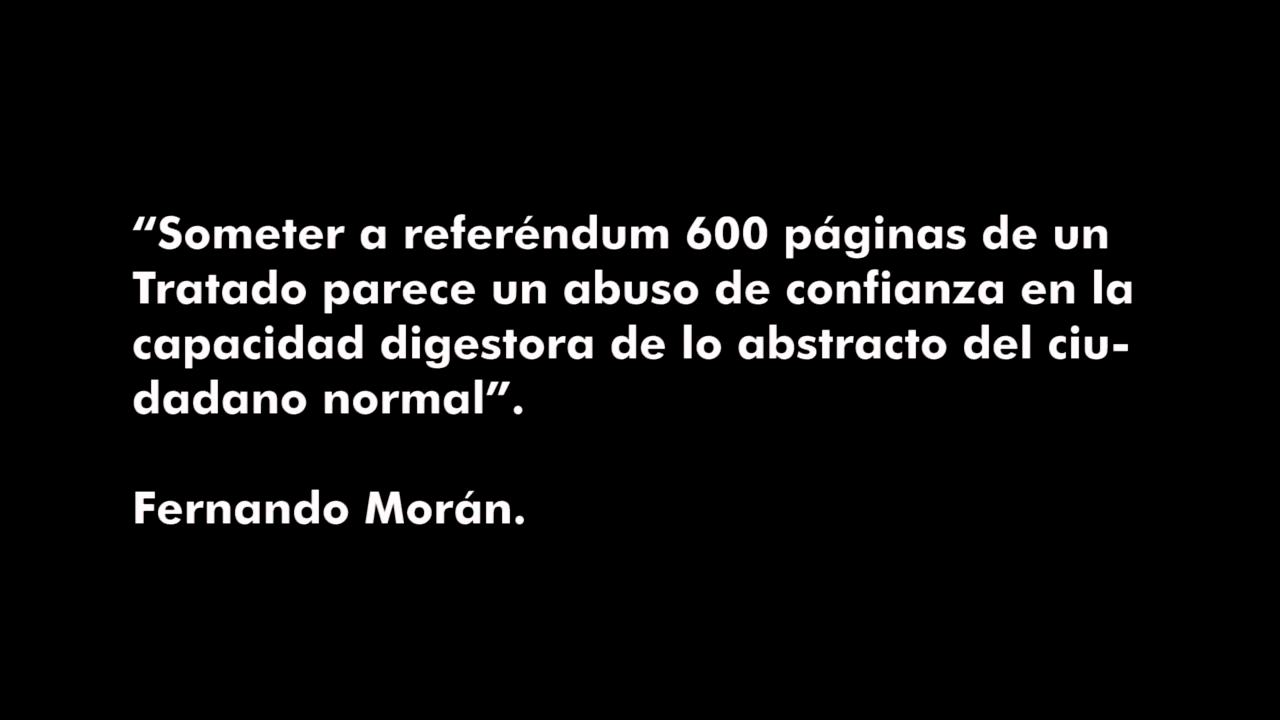 “Someter a referéndum 600 páginas de un
Tratado parece un abuso de confianza en la
capacidad digestora de lo abstracto del ciu-
dadano normal”.
Fernando Morán.